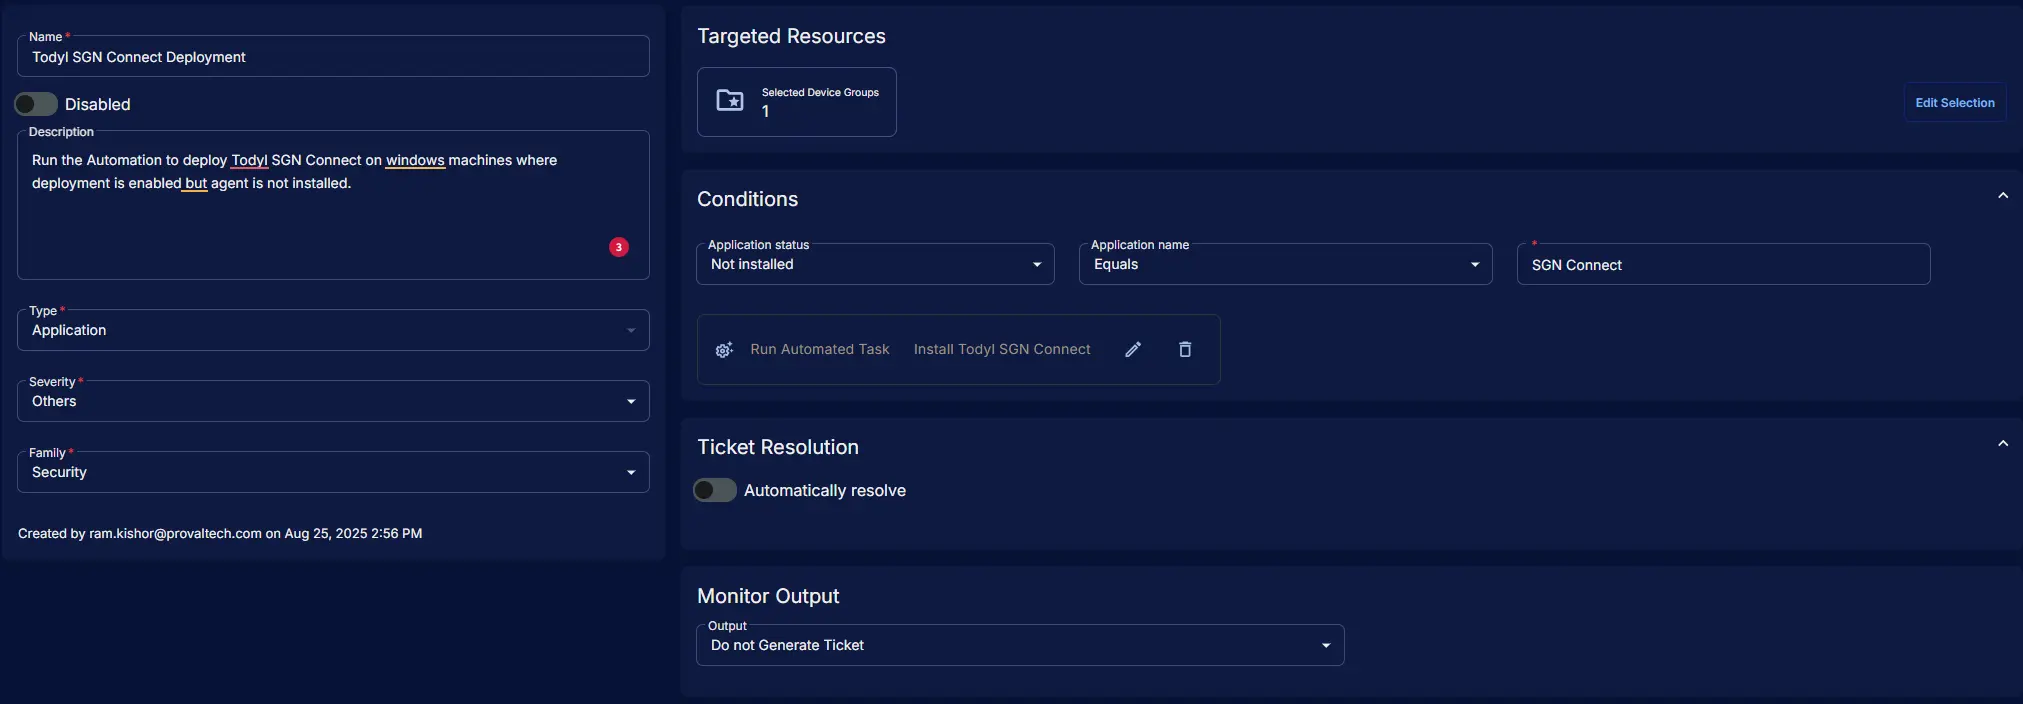 Name *
Todyl SGN Connect Deployment
Disabled
Description
Run the Automation to deploy Todyl SGN Connect on windows machines where
deployment is enabled but agent is not installed.
3
Type *
Application
Severity *
Others
Family *
Security
Created by ram.kishor@provaltech.com on Aug 25, 2025 2:56 PM
Targeted Resources
Selected Device Groups
1
Edit Selection
Conditions
Application status
Not installed
Application name
Equals
*
SGN Connect
Run Automated Task Install Todyl SGN Connect
Ticket Resolution
Automatically resolve
Monitor Output
Output
Do not Generate Ticket